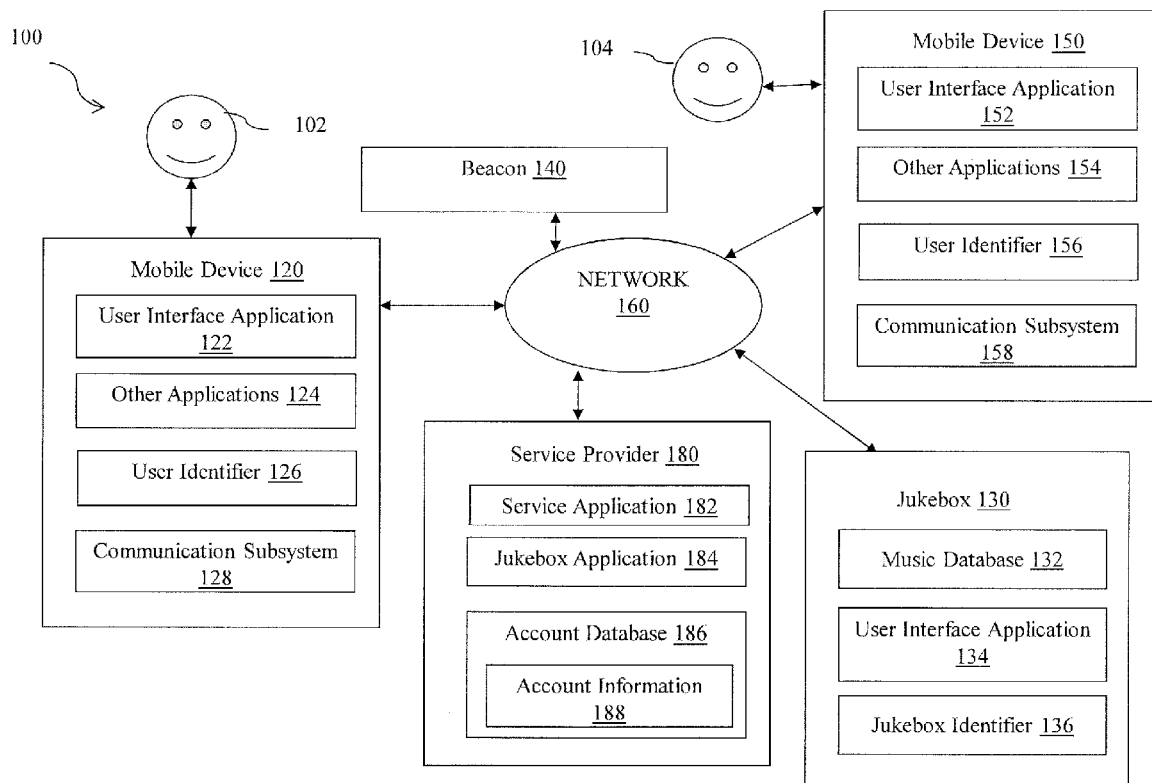 100
102
104
Mobile Device 150
User Interface Application
152
Other Applications 154
User Identifier 156
Communication Subsystem
158
Beacon 140
NETWORK
160
Mobile Device 120
User Interface Application
122
Other Applications 124
User Identifier 126
Communication Subsystem
128
Service Provider 180
Service Application 182
Jukebox Application 184
Account Database 186
Account Information
188
Jukebox 130
Music Database 132
User Interface Application
134
Jukebox Identifier 136